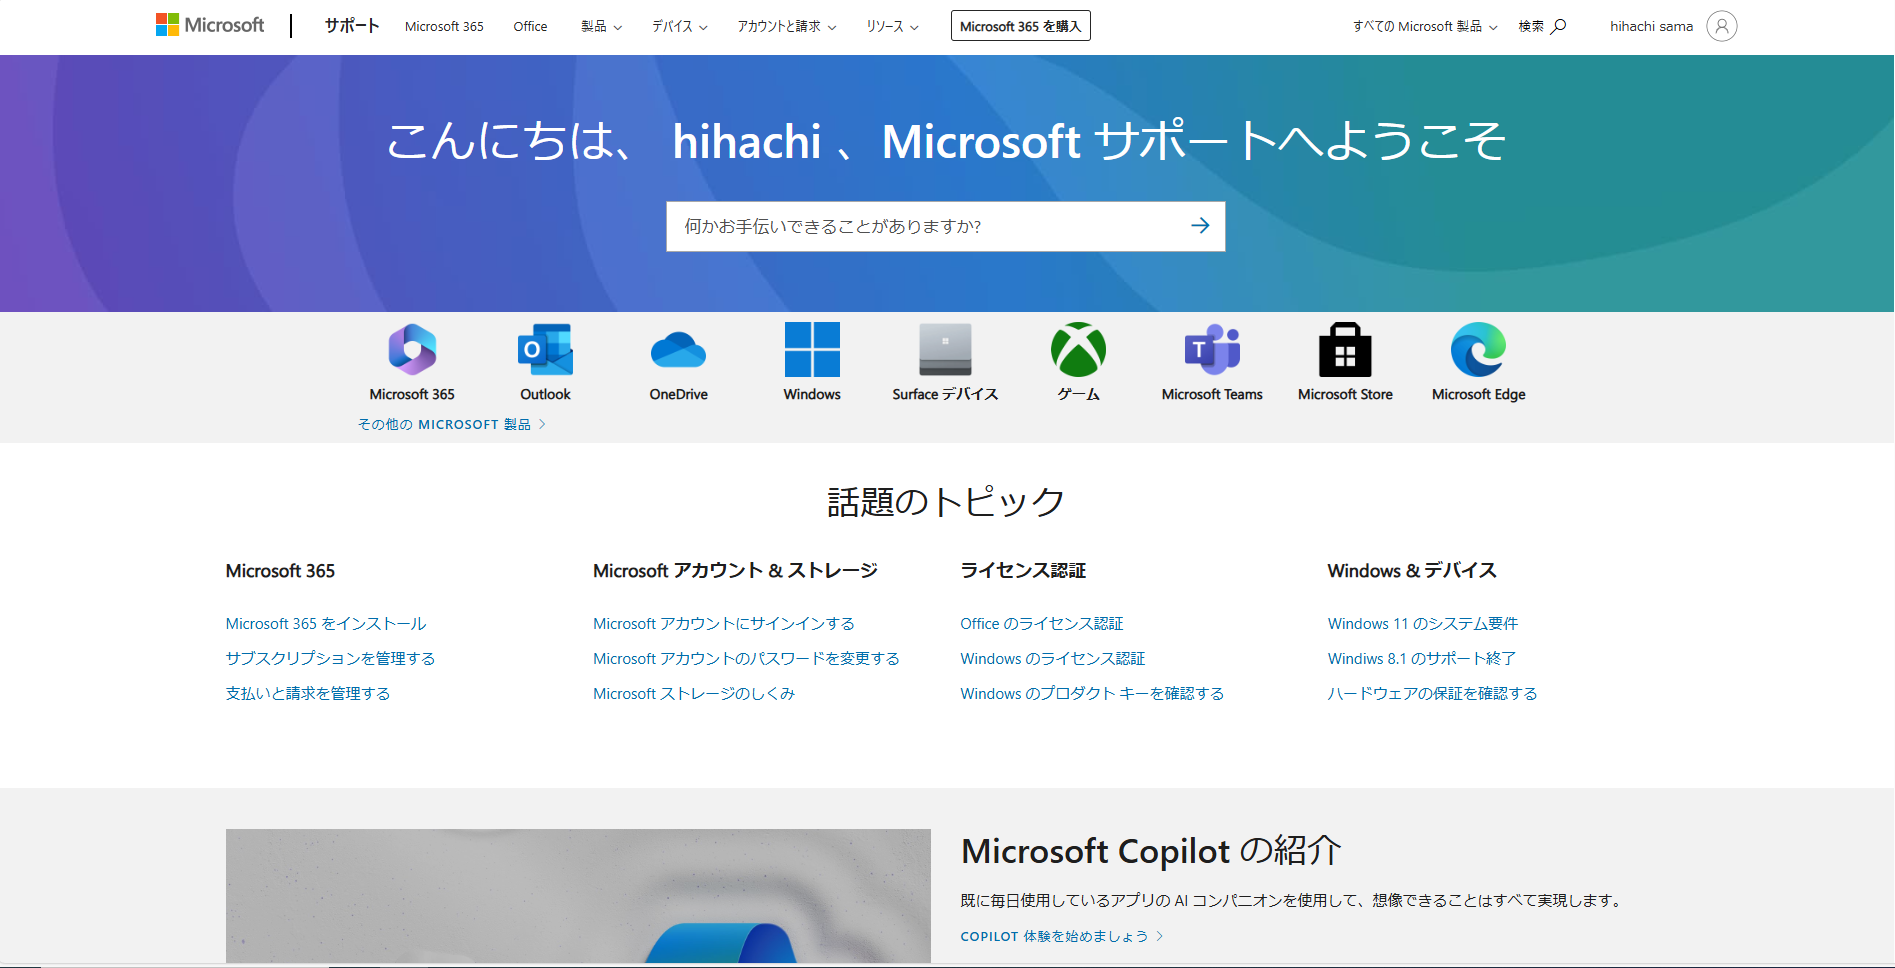 Microsoft サポート Microsoft 365 Office 製品 デバイス アカウントと請求 リソース Microsoft 365 を購入 すべての Microsoft 製品 検索 hihachi sama
こんにちは、 hihachi 、Microsoft サポートへようこそ
何かお手伝いできることがありますか?
Microsoft 365 Outlook OneDrive Windows Surface デバイス ゲーム Microsoft Teams Microsoft Store Microsoft Edge
その他の MICROSOFT 製品
話題のトピック
Microsoft 365
Microsoft 365 をインストール
サブスクリプションを管理する
支払いと請求を管理する
Microsoft アカウント & ストレージ
Microsoft アカウントにサインインする
Microsoft アカウントのパスワードを変更する
Microsoft ストレージのしくみ
ライセンス認証
Office のライセンス認証
Windows のライセンス認証
Windows のプロダクト キーを確認する
Windows & デバイス
Windows 11 のシステム要件
Windiws 8.1 のサポート終了
ハードウェアの保証を確認する
Microsoft Copilot の紹介
既に毎日使用しているアプリの AI コンパニオンを使用して、想像できることはすべて実現します。
COPILOT 体験を始めましょう